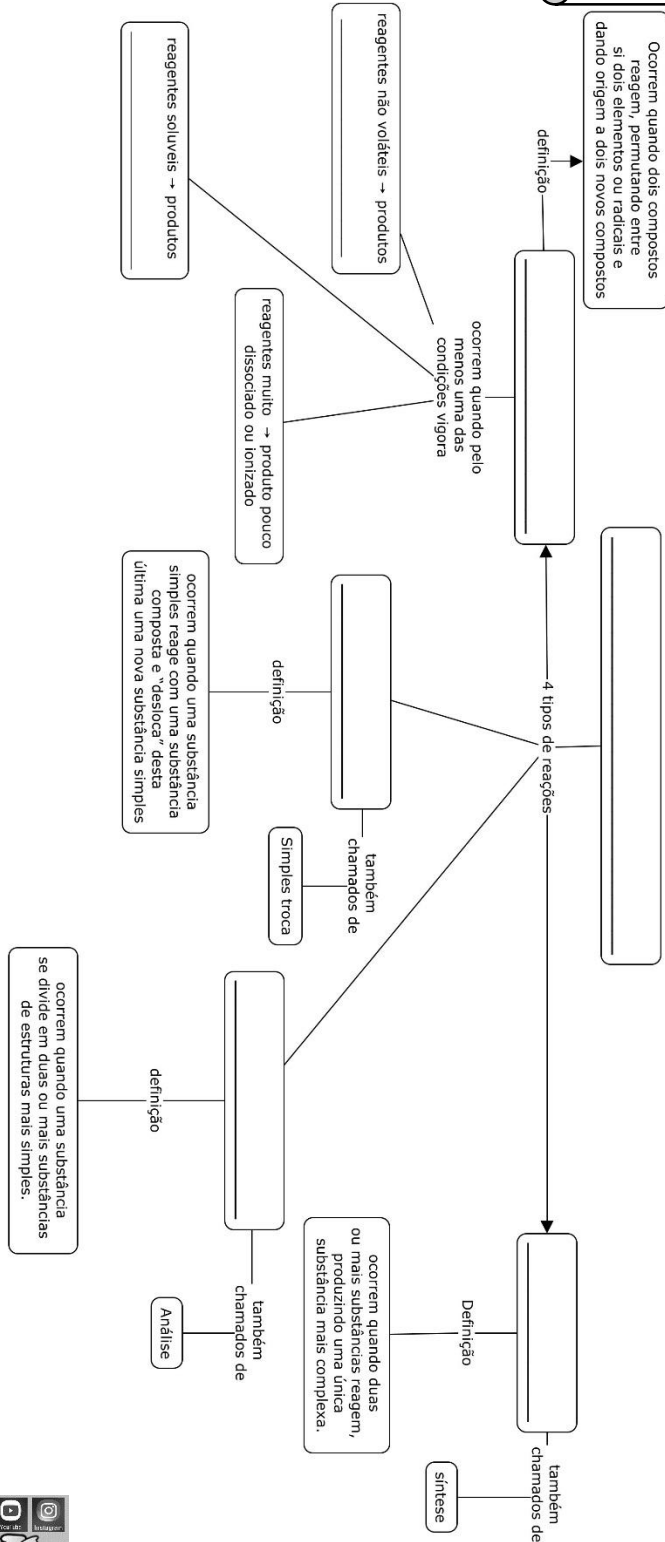 4 tipos de reações
Ocorrem quando dois compostos
reagem, permutando entre
si dois elementos ou radicais e
dando origem a dois novos compostos
definição
ocorrem quando pelo
menos uma das
condições vigora
reagentes não voláteis → produtos
reagentes soluveis → produtos
reagentes muito → produto pouco
dissociado ou ionizado
definição
ocorrem quando uma substância
simples reage com uma substância
composta e "desloca" desta
última uma nova substância simples
também
chamados de
Simples troca
definição
ocorrem quando uma substância
se divide em duas ou mais substâncias
de estruturas mais simples.
também
chamados de
Análise
Definição
ocorrem quando duas
ou mais substâncias reagem,
produzindo uma única
substância mais complexa.
também
chamados de
síntese
Instagram
YouTube